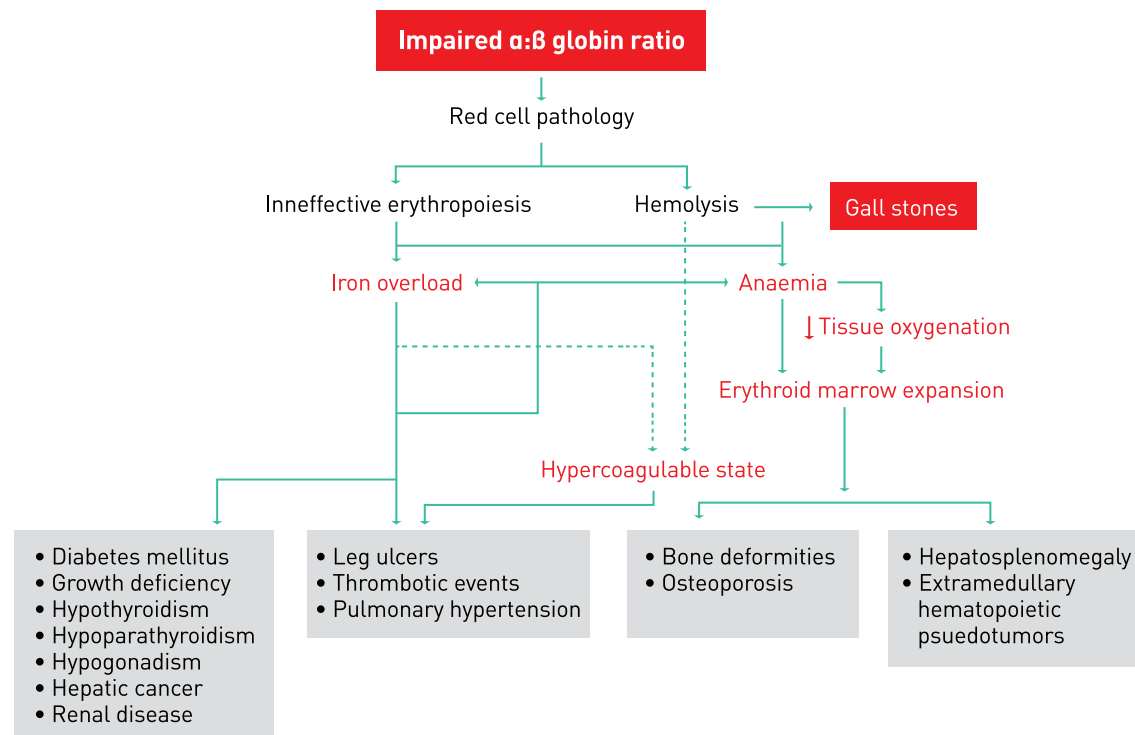 Impaired α:ß globin ratio
Red cell pathology
Inneffective erythropoiesis
Hemolysis
Gall stones
Iron overload
Anaemia
Tissue oxygenation
Erythroid marrow expansion
Hypercoagulable state
• Diabetes mellitus
• Growth deficiency
• Hypothyroidism
• Hypoparathyroidism
• Hypogonadism
• Hepatic cancer
• Renal disease
• Leg ulcers
• Thrombotic events
• Pulmonary hypertension
• Bone deformities
• Osteoporosis
• Hepatosplenomegaly
• Extramedullary
hematopoietic
psuedotumors